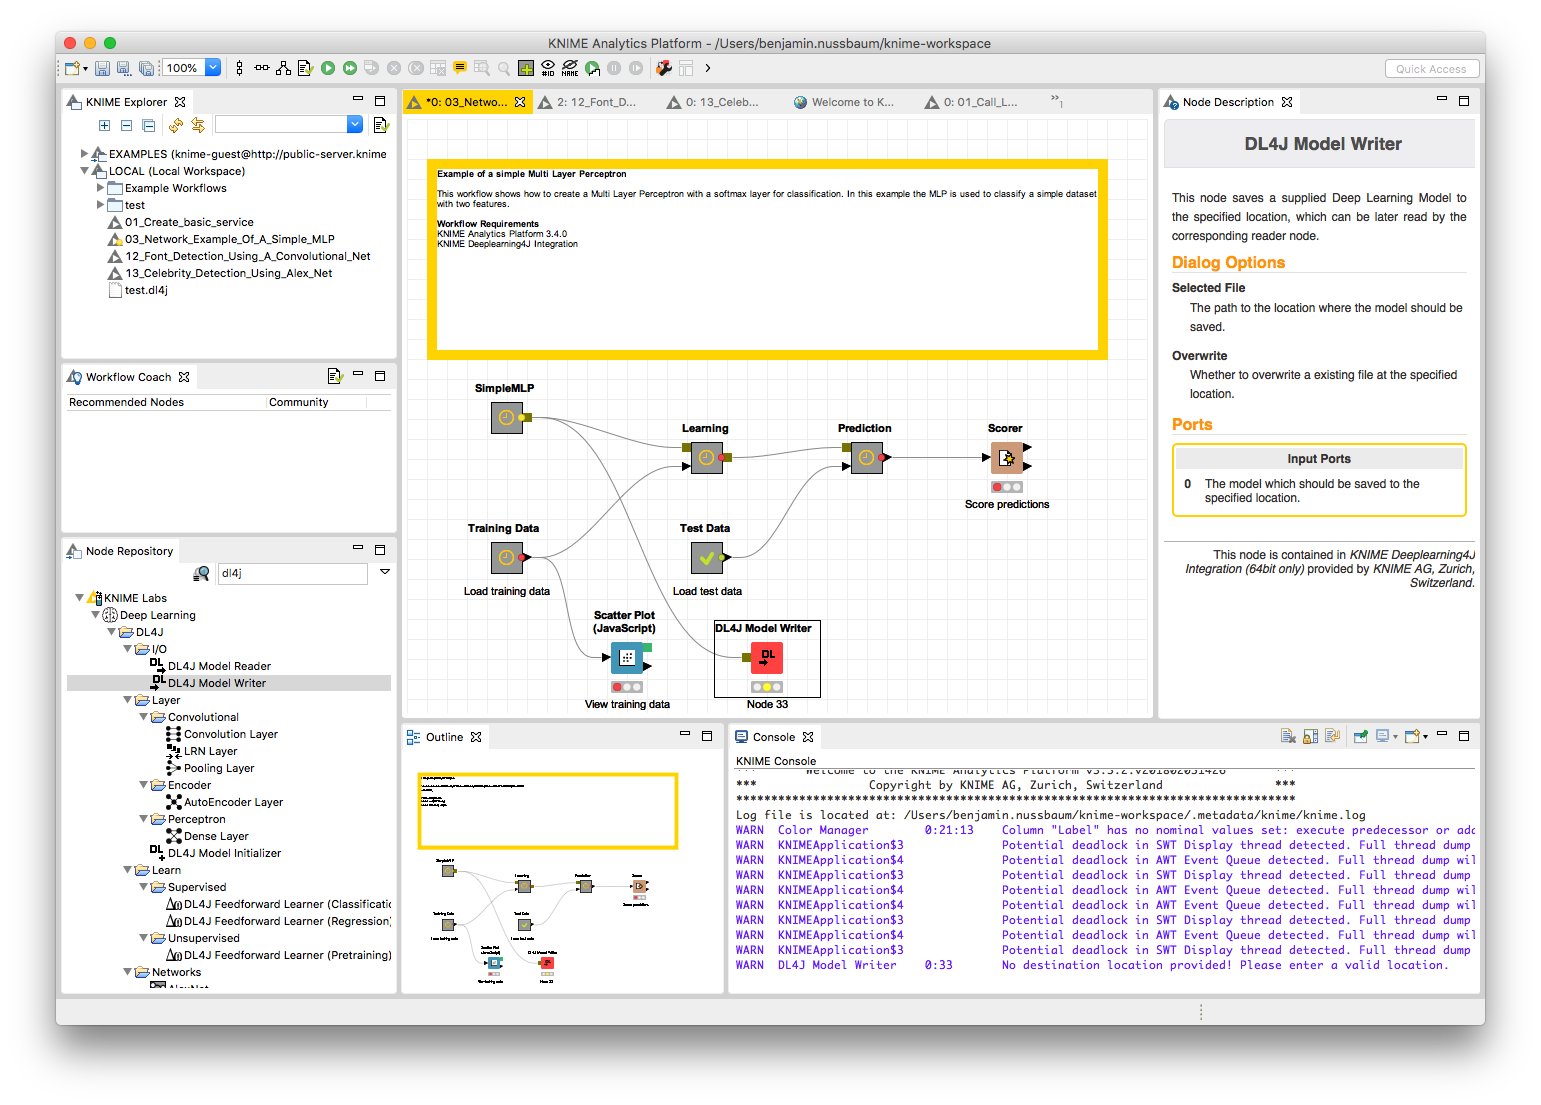 KNIME Analytics Platform - /Users/benjamin.nussbaum/knime-workspace
100%
#ID
NAME
Quick Access
KNIME Explorer
EXAMPLES (knime-guest@http://public-server.knime
LOCAL (Local Workspace)
Example Workflows
test
01_Create_basic_service
03_Network_Example_Of_A_Simple_MLP
12_Font_Detection_Using_A_Convolutional_Net
13_Celebrity_Detection_Using_Alex_Net
test.dl4j
Workflow Coach
Recommended Nodes
Community
Node Repository
dl4j
KNIME Labs
Deep Learning
DL4J
I/O
DL4J Model Reader
DL4J Model Writer
Layer
Convolutional
Convolution Layer
LRN Layer
Pooling Layer
Encoder
AutoEncoder Layer
Perceptron
Dense Layer
DL4J Model Initializer
Learn
Supervised
DL4J Feedforward Learner (Classificatio
DL4J Feedforward Learner (Regression)
Unsupervised
DL4J Feedforward Learner (Pretraining)
Networks
AlexNet
*0: 03_Netwo...
2: 12_Font_D...
0: 13_Celeb...
Welcome to K...
0: 01_Call_L...
»1
Example of a simple Multi Layer Perceptron
This workflow shows how to create a Multi Layer Perceptron with a softmax layer for classification. In this example the MLP is used to classify a simple dataset
with two features.
Workflow Requirements
KNIME Analytics Platform 3.4.0
KNIME Deeplearning4J Integration
SimpleMLP
Learning
Prediction
Scorer
Score predictions
Training Data
Load training data
Test Data
Load test data
Scatter Plot
(JavaScript)
View training data
DL4J Model Writer
DL
Node 33
Outline
Console
KNIME Console
*** Welcome to the KNIME Analytics Platform v3.5.2.v201802051426 ***
*** Copyright by KNIME AG, Zurich, Switzerland ***
*******************************************************************************
Log file is located at: /Users/benjamin.nussbaum/knime-workspace/.metadata/knime/knime.log
WARN Color Manager 0:21:13 Column "Label" has no nominal values set: execute predecessor or add
WARN KNIMEApplication$3 Potential deadlock in SWT Display thread detected. Full thread dump
WARN KNIMEApplication$4 Potential deadlock in AWT Event Queue detected. Full thread dump wil
WARN KNIMEApplication$3 Potential deadlock in SWT Display thread detected. Full thread dump
WARN KNIMEApplication$4 Potential deadlock in AWT Event Queue detected. Full thread dump wil
WARN KNIMEApplication$4 Potential deadlock in AWT Event Queue detected. Full thread dump wil
WARN KNIMEApplication$3 Potential deadlock in SWT Display thread detected. Full thread dump
WARN KNIMEApplication$4 Potential deadlock in AWT Event Queue detected. Full thread dump wil
WARN KNIMEApplication$3 Potential deadlock in SWT Display thread detected. Full thread dump
WARN DL4J Model Writer 0:33 No destination location provided! Please enter a valid location.
Node Description
DL4J Model Writer
This node saves a supplied Deep Learning Model to
the specified location, which can be later read by the
corresponding reader node.
Dialog Options
Selected File
The path to the location where the model should be
saved.
Overwrite
Whether to overwrite a existing file at the specified
location.
Ports
Input Ports
0 The model which should be saved to the
specified location.
This node is contained in KNIME Deeplearning4J
Integration (64bit only) provided by KNIME AG, Zurich,
Switzerland.